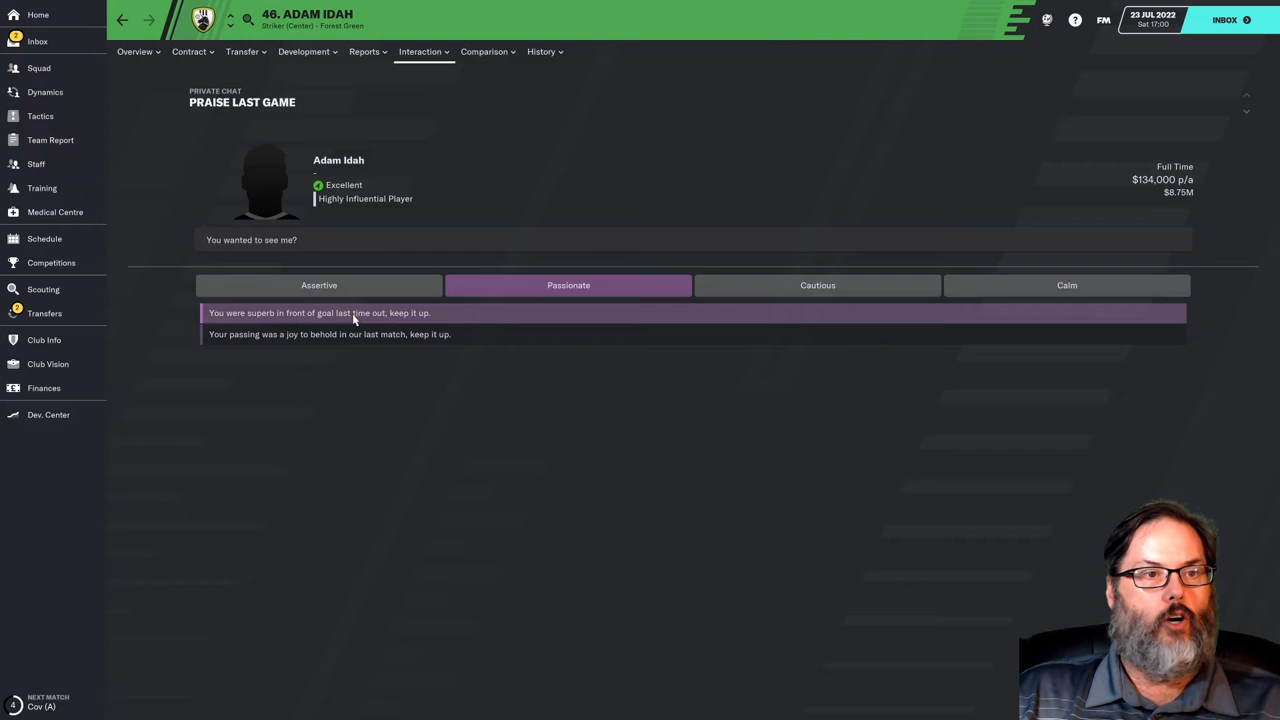 Home
2
Inbox
Squad
Dynamics
Tactics
Team Report
Staff
Training
Medical Centre
Schedule
Competitions
Scouting
2
Transfers
Club Info
Club Vision
Finances
Dev. Center
4
NEXT MATCH
Cov (A)
46. ADAM IDAH
Striker (Center) - Forest Green
?
FM
23 JUL 2022
Sat 17:00
INBOX
Overview
Contract
Transfer
Development
Reports
Interaction
Comparison
History
PRIVATE CHAT
PRAISE LAST GAME
Adam Idah
-
Excellent
Highly Influential Player
Full Time
$134,000 p/a
$8.75M
You wanted to see me?
Assertive
Passionate
Cautious
Calm
You were superb in front of goal last time out, keep it up.
Your passing was a joy to behold in our last match, keep it up.